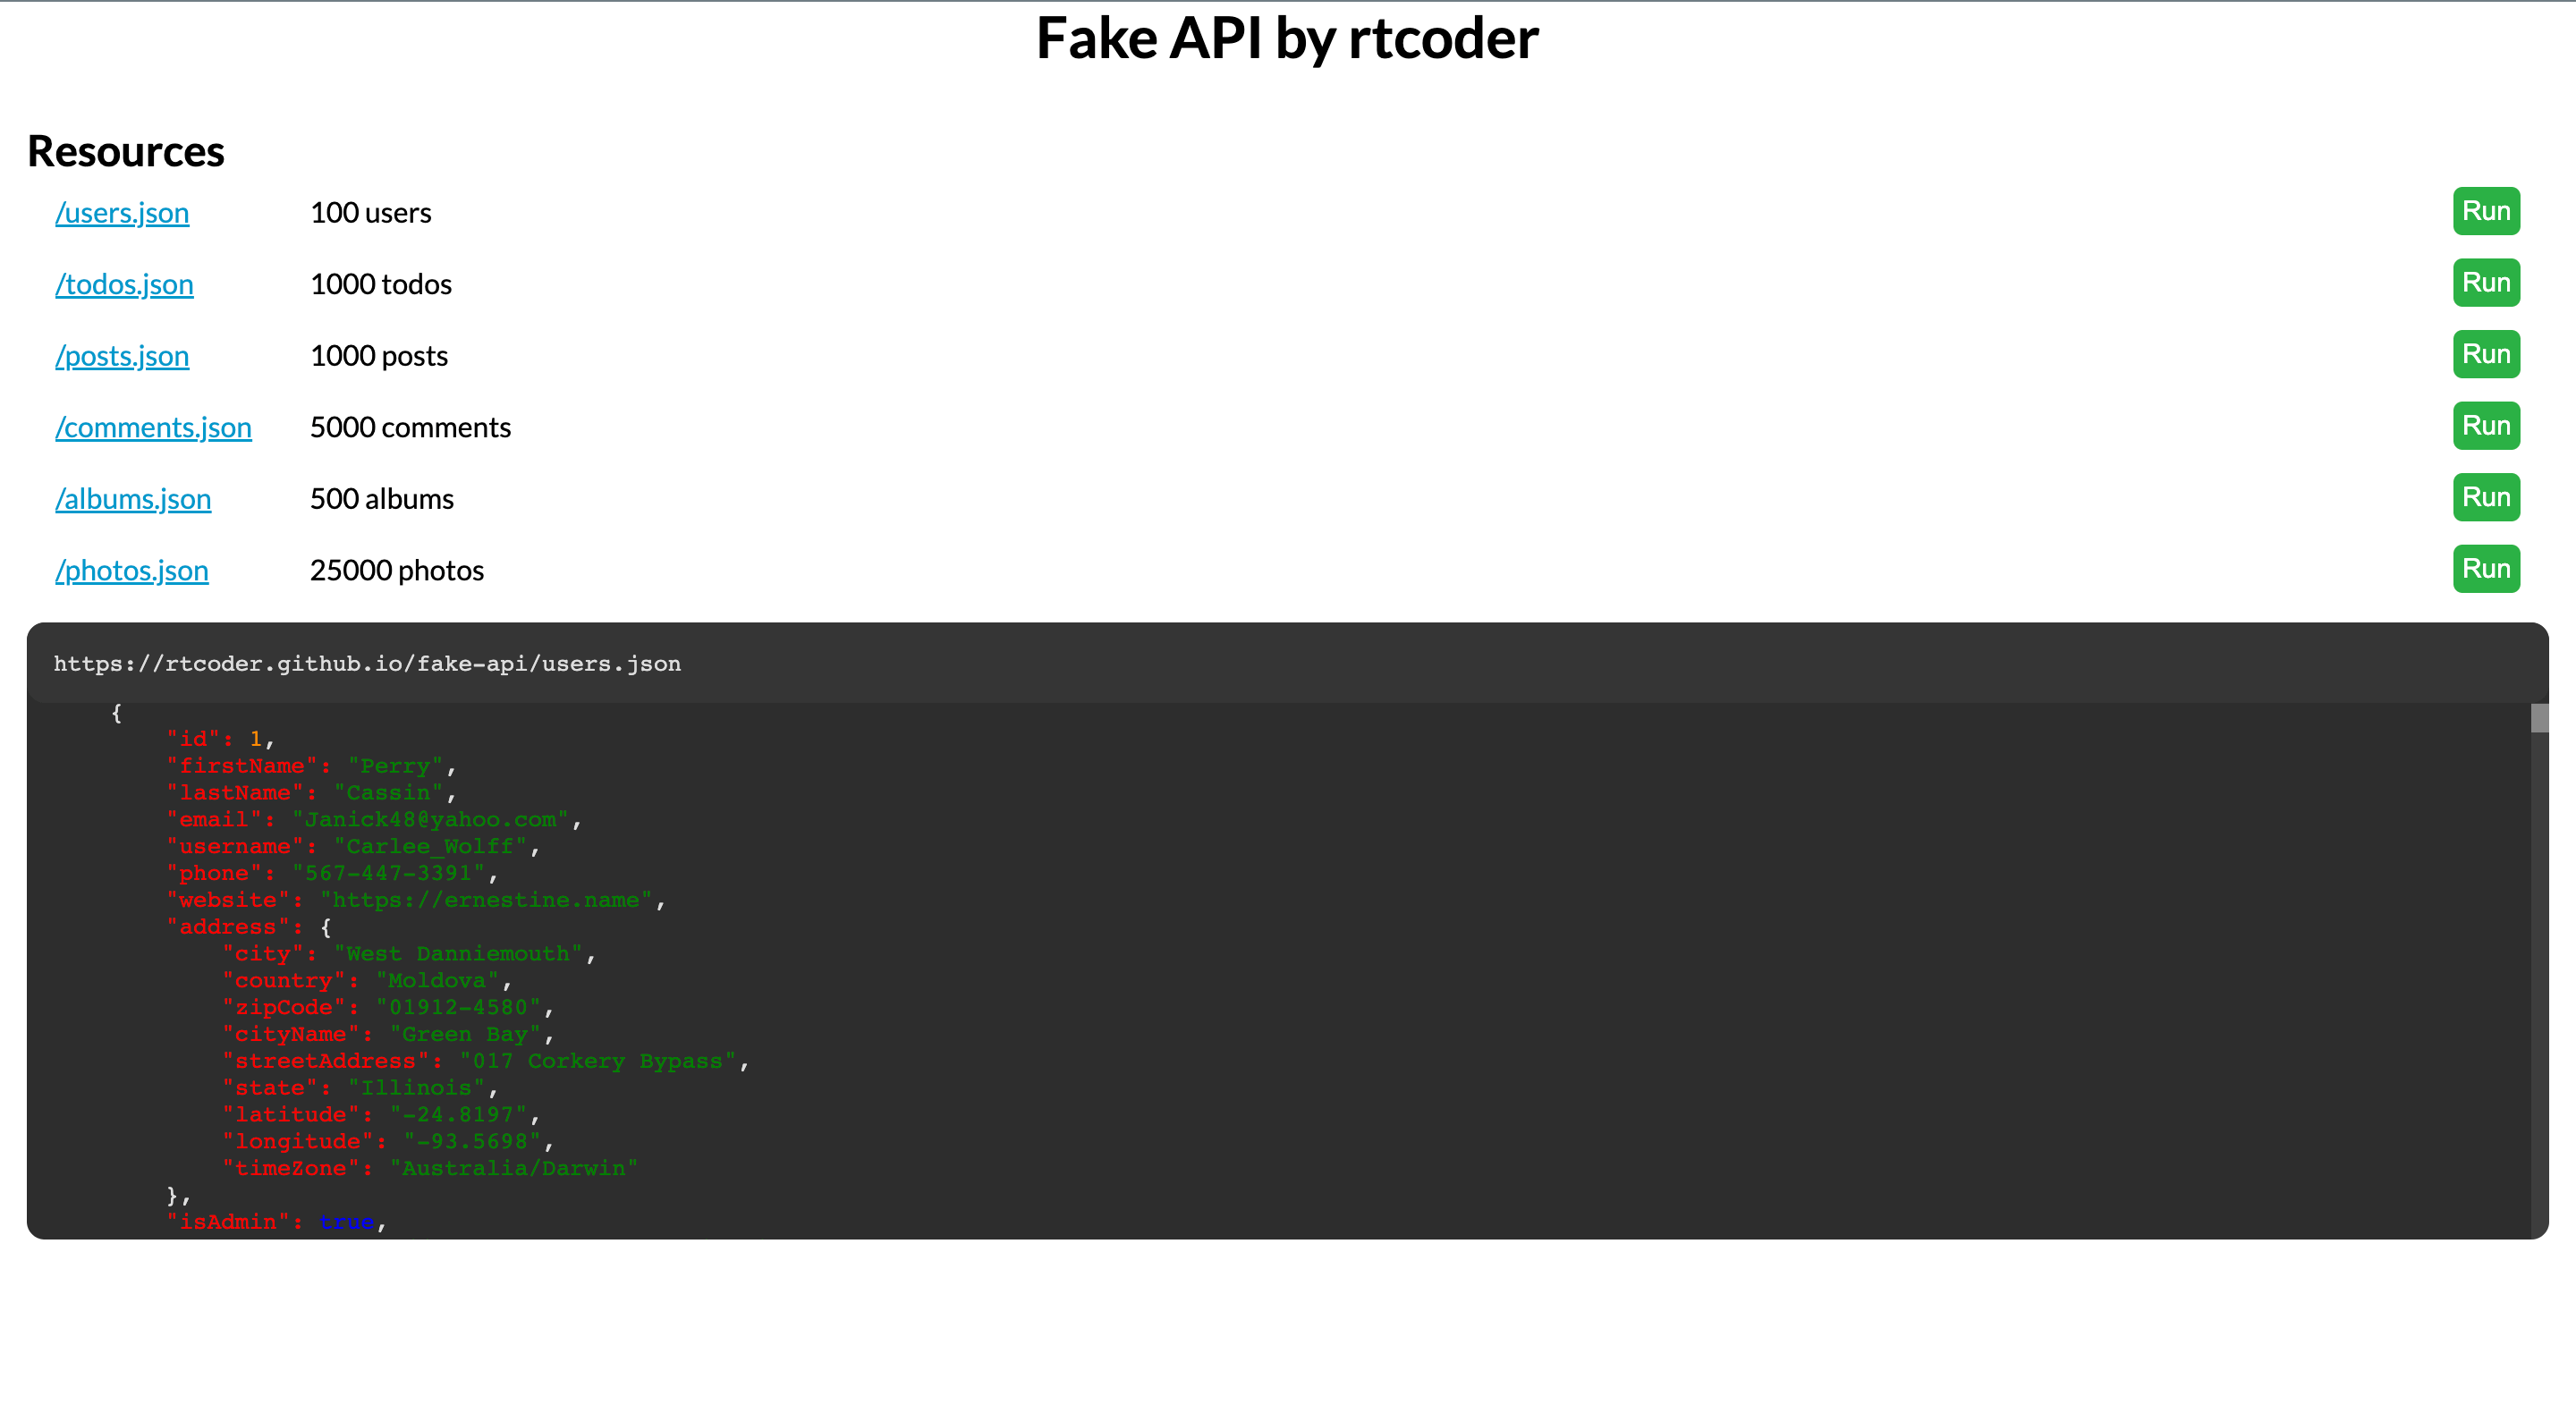 Fake API by rtcoder
Resources
/users.json 100 users Run
/todos.json 1000 todos Run
/posts.json 1000 posts Run
/comments.json 5000 comments Run
/albums.json 500 albums Run
/photos.json 25000 photos Run
https://rtcoder.github.io/fake-api/users.json
{
"id": 1,
"firstName": "Perry",
"lastName": "Cassin",
"email": "Janick48@yahoo.com",
"username": "Carlee_Wolff",
"phone": "567-447-3391",
"website": "https://ernestine.name",
"address": {
"city": "West Danniemouth",
"country": "Moldova",
"zipCode": "01912-4580",
"cityName": "Green Bay",
"streetAddress": "017 Corkery Bypass",
"state": "Illinois",
"latitude": "-24.8197",
"longitude": "-93.5698",
"timeZone": "Australia/Darwin"
},
"isAdmin": true,